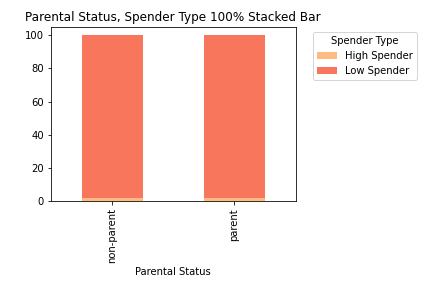 Parental Status, Spender Type 100% Stacked Bar
Spender Type
High Spender
Low Spender
100
80
60
40
20
0
non-parent
parent
Parental Status